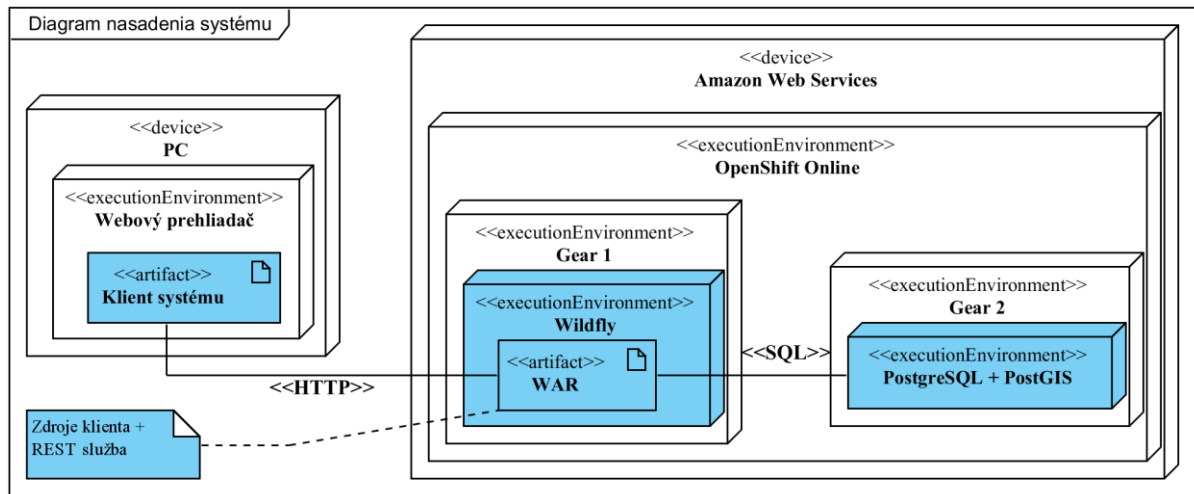 Diagram nasadenia systému
<<device>>
PC
<<executionEnvironment>>
Webový prehliadač
<<artifact>>
Klient systému
<<HTTP>>
Zdroje klienta +
REST služba
<<device>>
Amazon Web Services
<<executionEnvironment>>
OpenShift Online
<<executionEnvironment>>
Gear 1
<<executionEnvironment>>
Wildfly
<<artifact>>
WAR
<<SQL>>
<<executionEnvironment>>
Gear 2
<<executionEnvironment>>
PostgreSQL + PostGIS